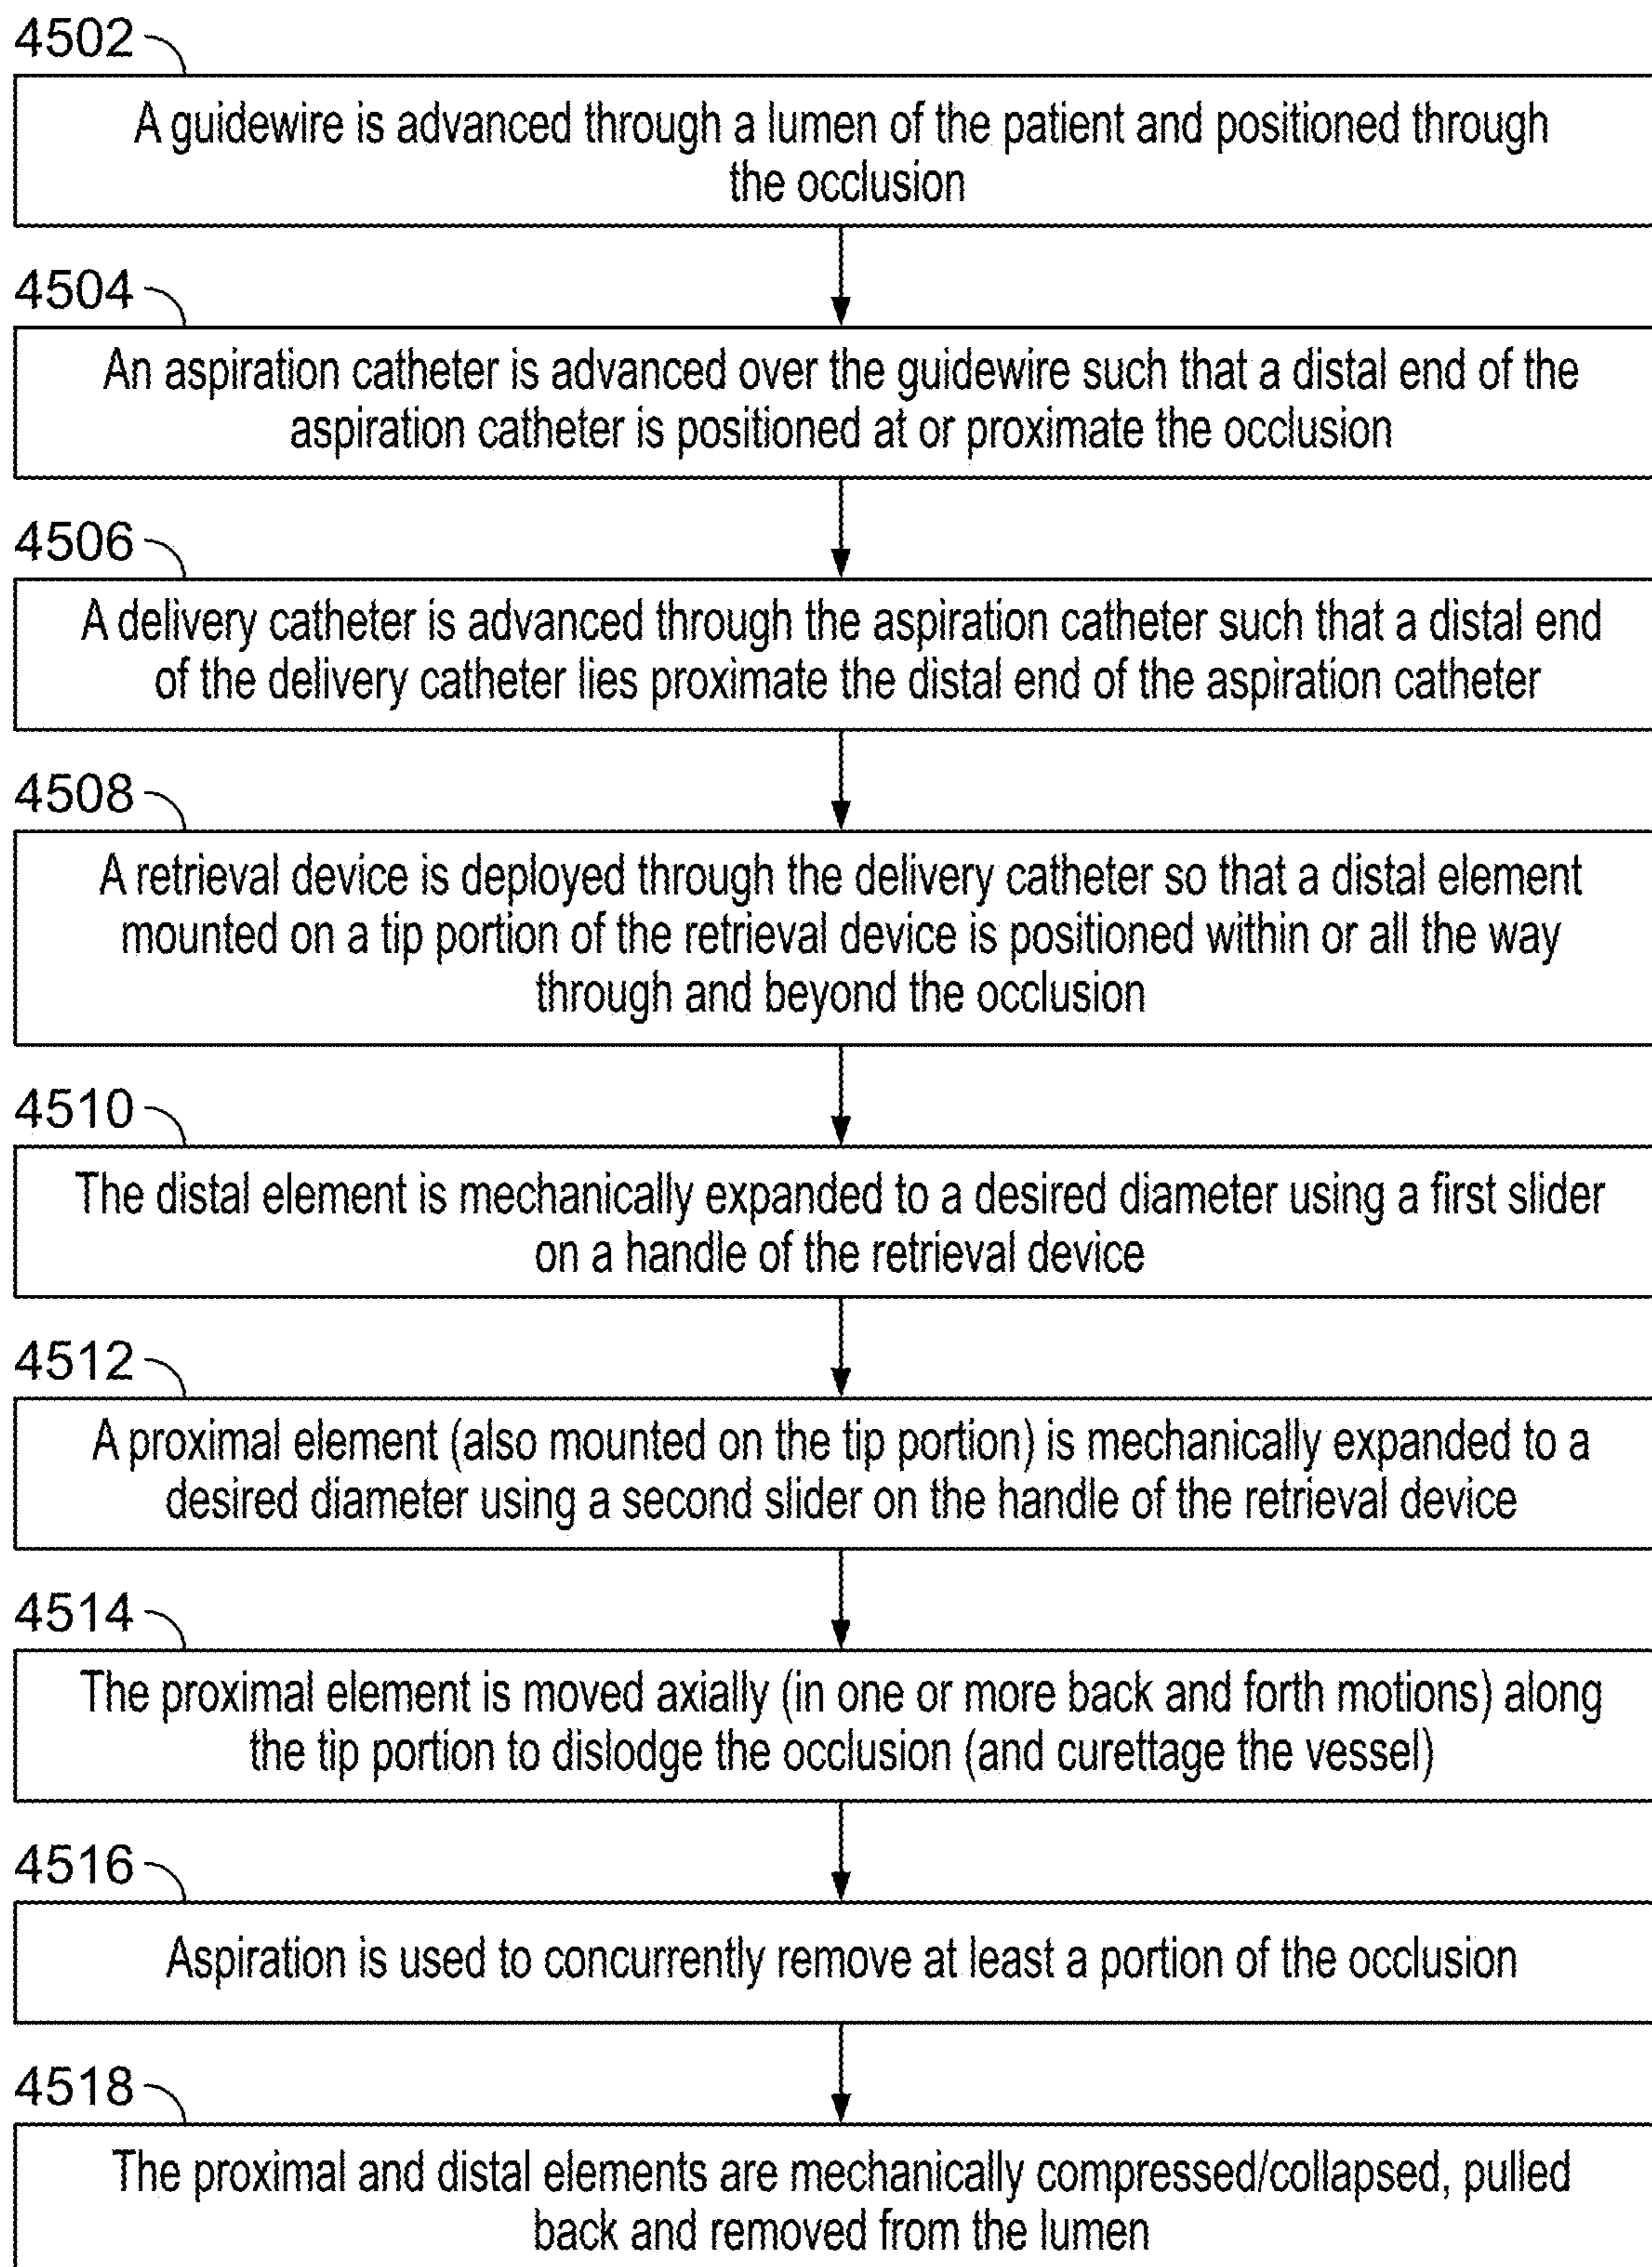 4502
A guidewire is advanced through a lumen of the patient and positioned through
the occlusion
4504
An aspiration catheter is advanced over the guidewire such that a distal end of the
aspiration catheter is positioned at or proximate the occlusion
4506
A delivery catheter is advanced through the aspiration catheter such that a distal end
of the delivery catheter lies proximate the distal end of the aspiration catheter
4508
A retrieval device is deployed through the delivery catheter so that a distal element
mounted on a tip portion of the retrieval device is positioned within or all the way
through and beyond the occlusion
4510
The distal element is mechanically expanded to a desired diameter using a first slider
on a handle of the retrieval device
4512
A proximal element (also mounted on the tip portion) is mechanically expanded to a
desired diameter using a second slider on the handle of the retrieval device
4514
The proximal element is moved axially (in one or more back and forth motions) along
the tip portion to dislodge the occlusion (and curettage the vessel)
4516
Aspiration is used to concurrently remove at least a portion of the occlusion
4518
The proximal and distal elements are mechanically compressed/collapsed, pulled
back and removed from the lumen